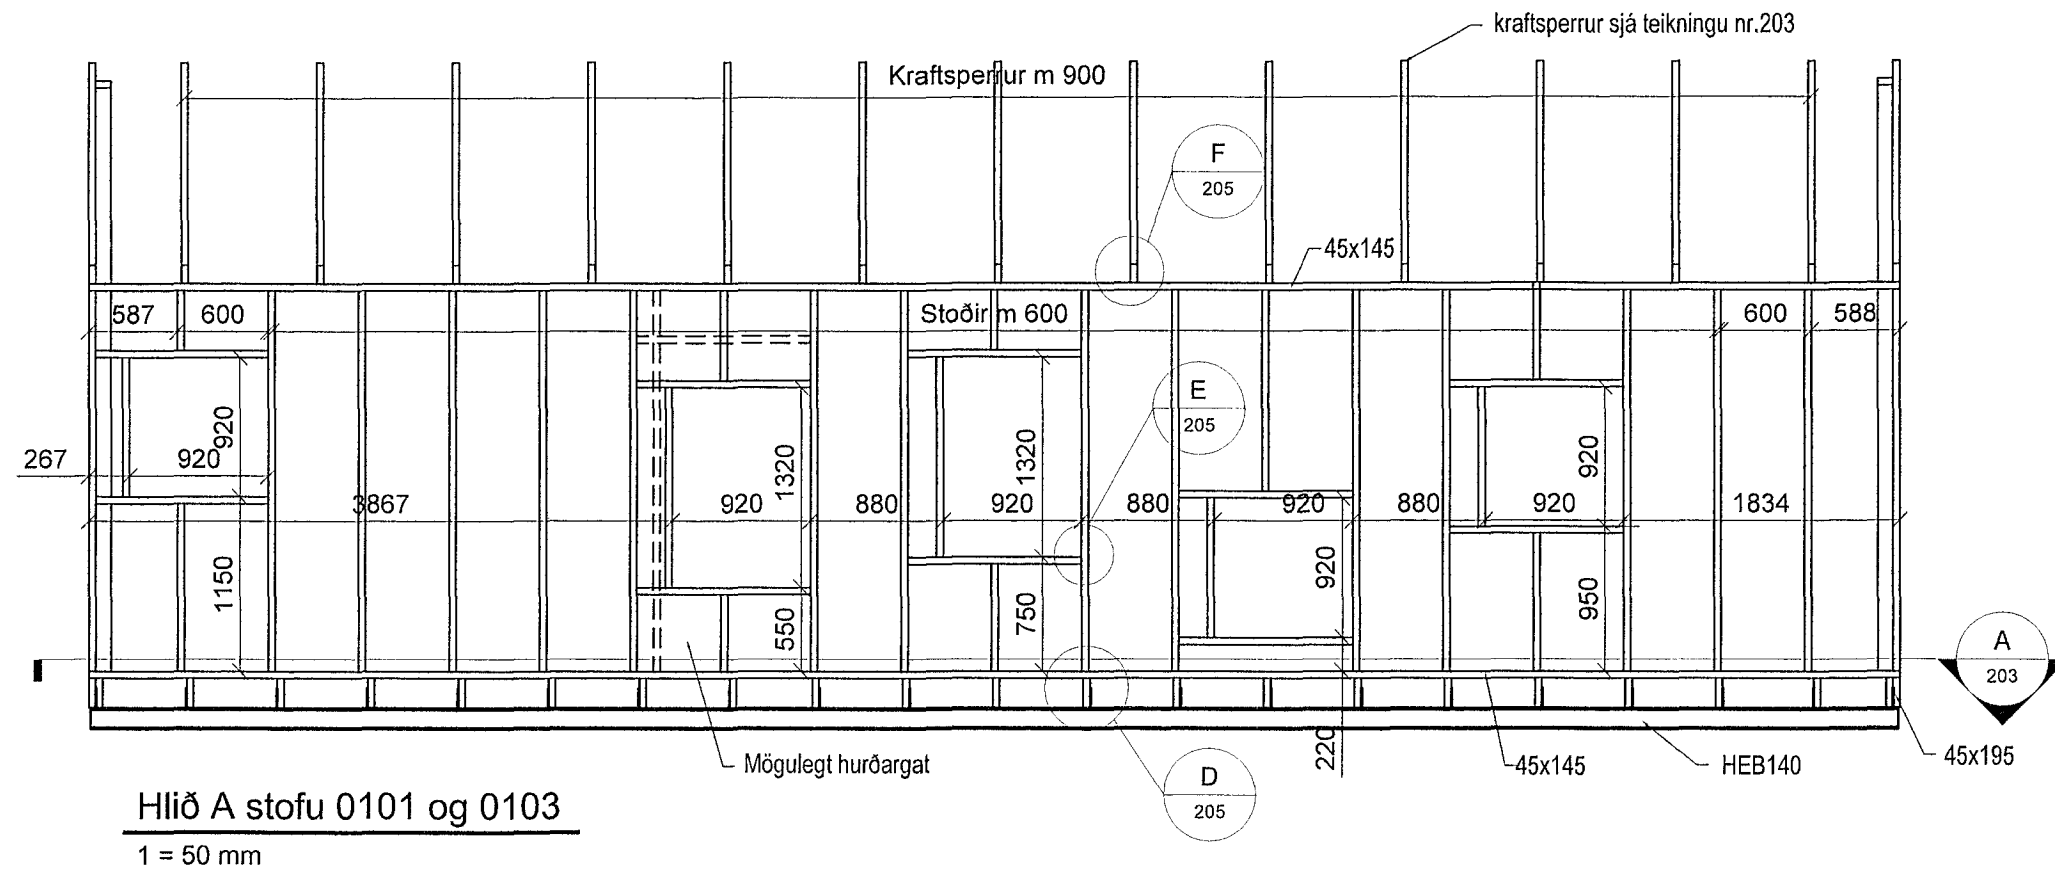 kraftsperrur sjá teikningu nr.203
Kraftsperrur m 900
F
205
45x145
587
600
Stoðir m 600
600
588
E
205
267
920
920
3867
920
1320
880
920
1320
880
920
880
920
920
1834
1150
550
750
920
950
A
203
220
Mögulegt hurðargat
D
205
45x145
HEB140
45x195
Hlið A stofu 0101 og 0103
1 = 50 mm